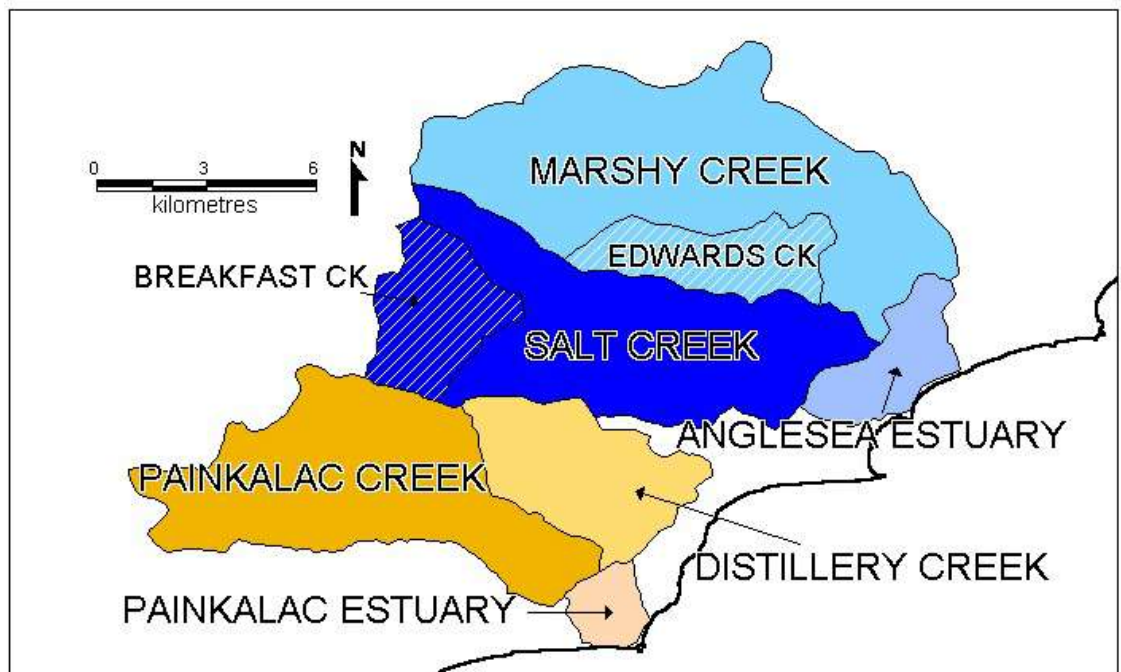 MARSHY CREEK
0 3 6
kilometres
N
EDWARDS CK
BREAKFAST CK
SALT CREEK
ANGLESEA ESTUARY
PAINKALAC CREEK
DISTILLERY CREEK
PAINKALAC ESTUARY